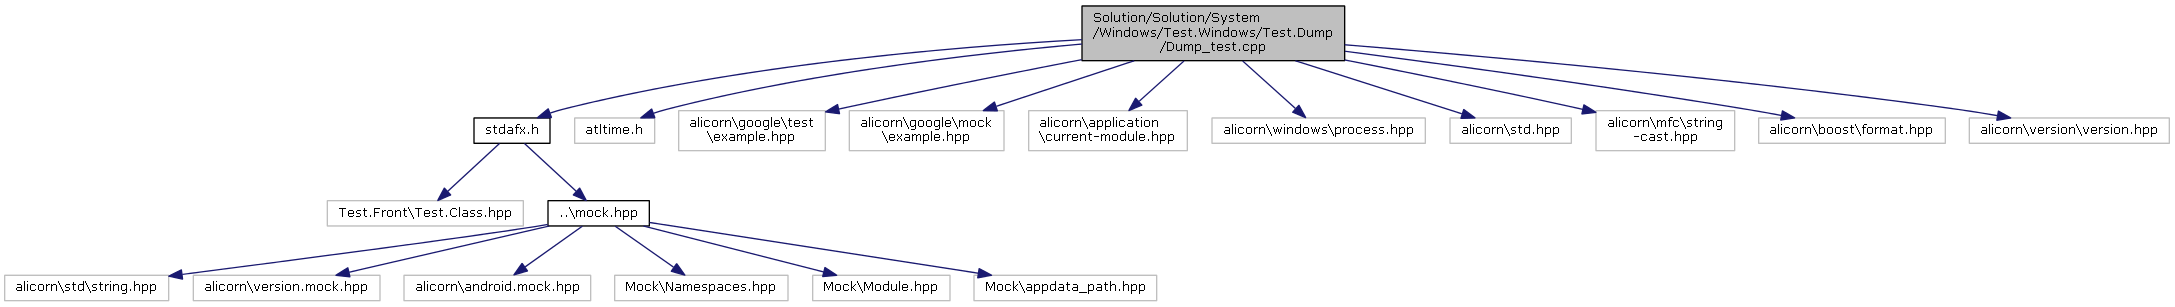 Solution/Solution/System
/Windows/Test.Windows/Test.Dump
/Dump_test.cpp
stdafx.h
atltime.h
alicorn\google\test
\example.hpp
alicorn\google\mock
\example.hpp
alicorn\application
\current-module.hpp
alicorn\windows\process.hpp
alicorn\std.hpp
alicorn\mfc\string
-cast.hpp
alicorn\boost\format.hpp
alicorn\version\version.hpp
Test.Front\Test.Class.hpp
..\mock.hpp
alicorn\std\string.hpp
alicorn\version.mock.hpp
alicorn\android.mock.hpp
Mock\Namespaces.hpp
Mock\Module.hpp
Mock\appdata_path.hpp